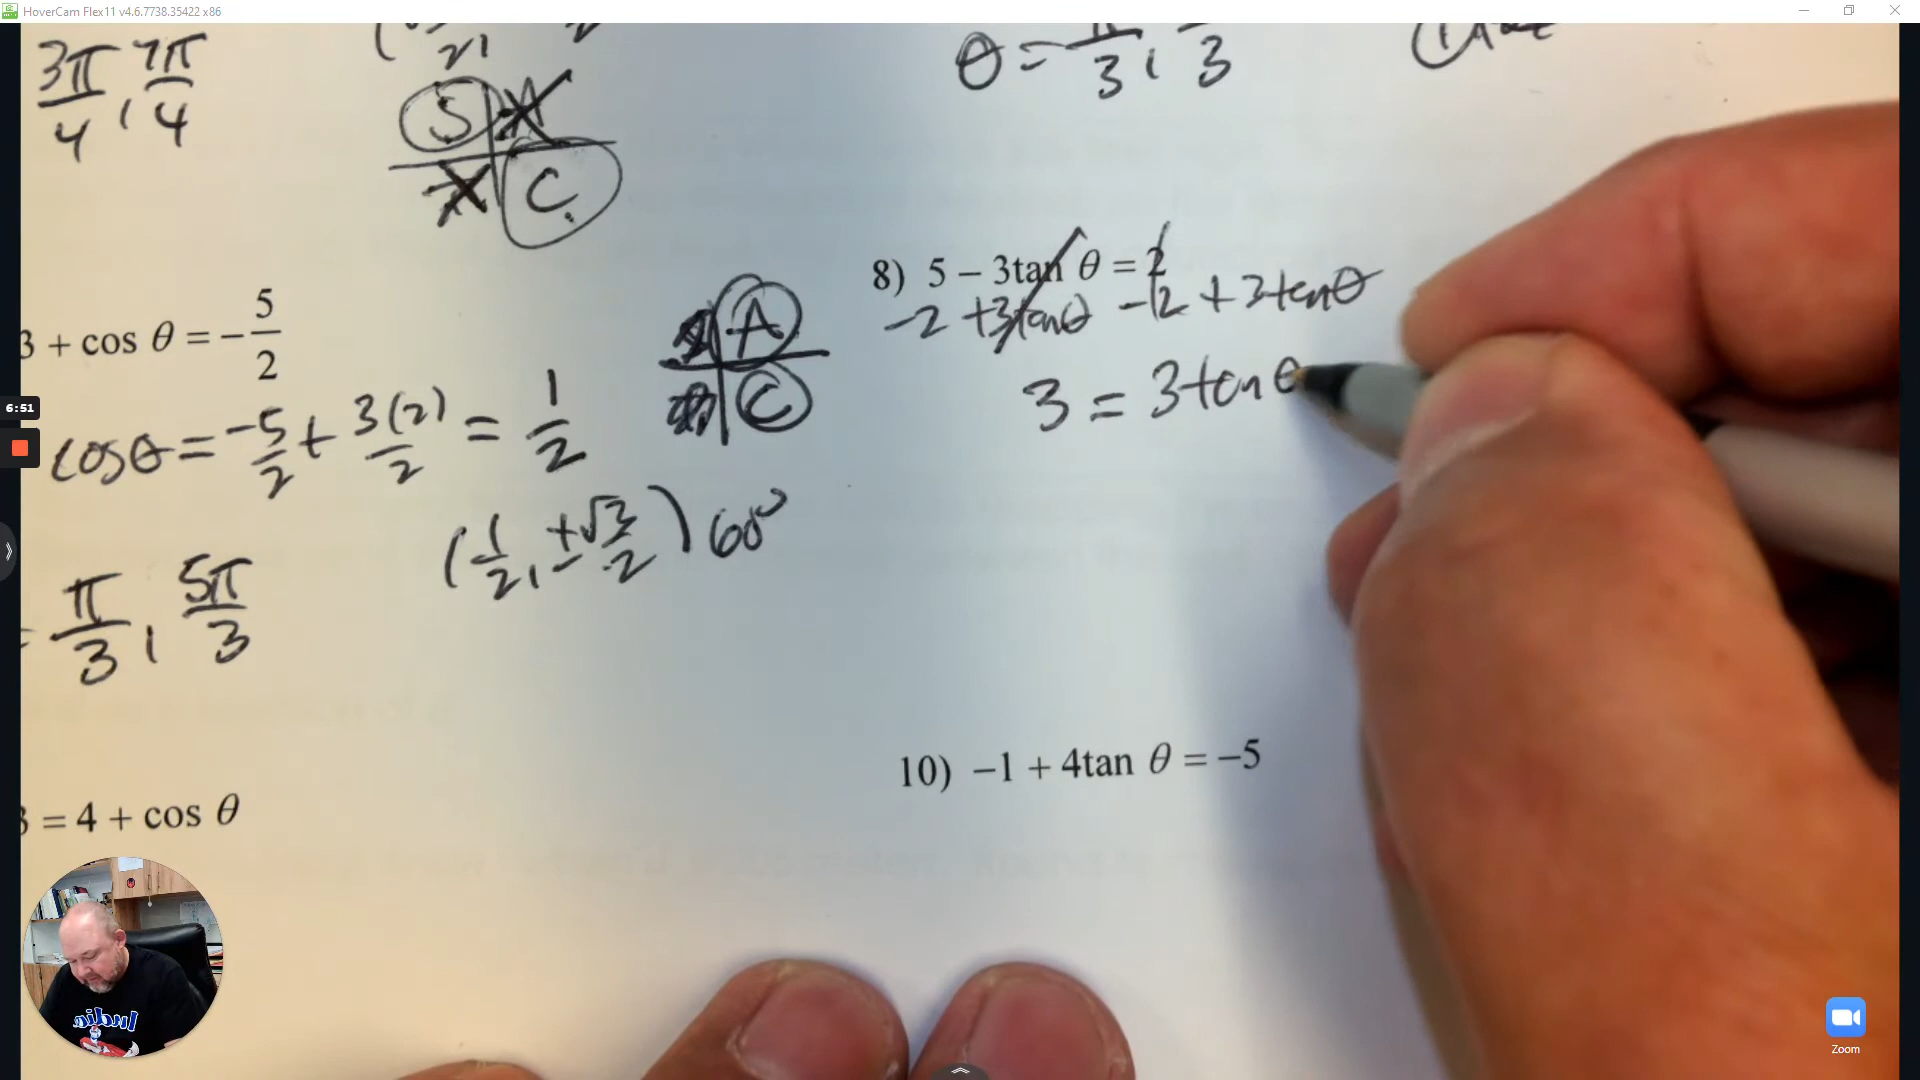 HoverCam Flex11 v4.6.7738.35422 x86
3π/4, 7π/4
S A
C
θ = π/3, /3
8) 5 − 3tan θ = 2
−2 +3tanθ −2 +3tanθ
3 = 3tanθ
3 + cos θ = −5/2
A
C
6:51
cosθ = −5/2 + 3(2)/2 = 1/2
(1/2, ±√3/2) 60°
= π/3, 5π/3
10) −1 + 4tan θ = −5
3 = 4 + cos θ
Zoom